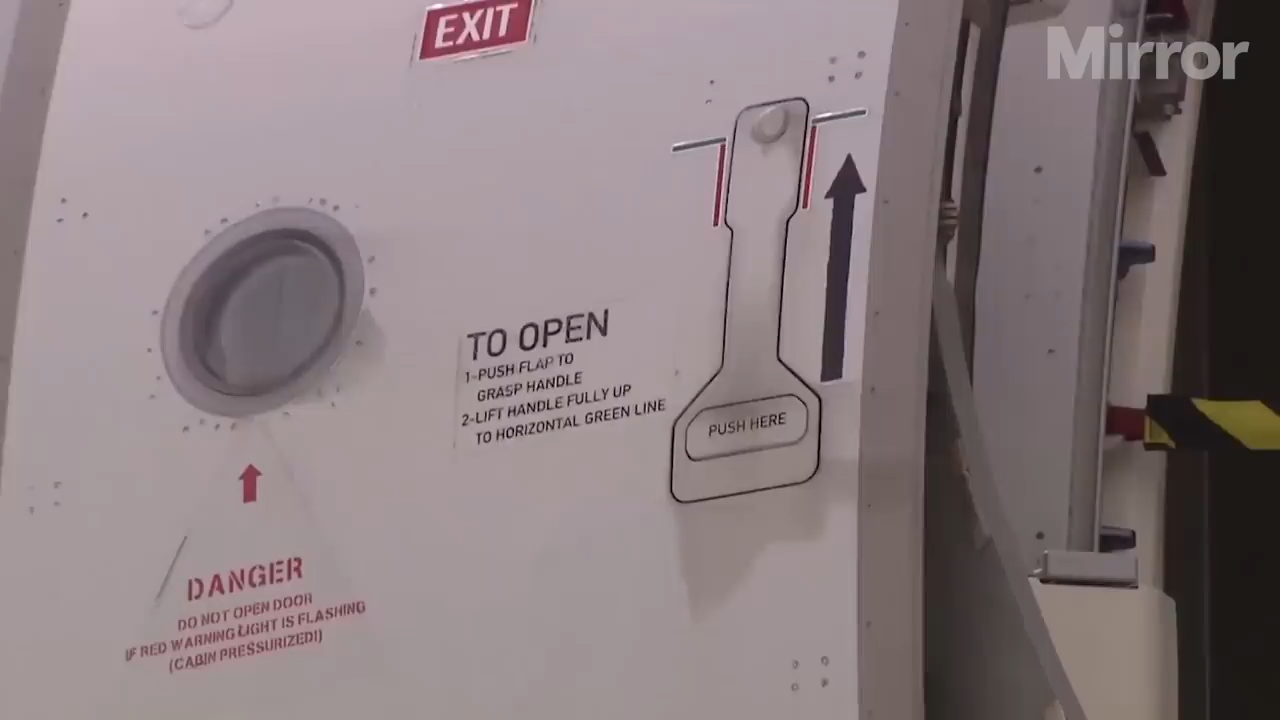 EXIT
Mirror
TO OPEN
1-PUSH FLAP TO
GRASP HANDLE
2-LIFT HANDLE FULLY UP
TO HORIZONTAL GREEN LINE
PUSH HERE
DANGER
DO NOT OPEN DOOR
IF RED WARNING LIGHT IS FLASHING
(CABIN PRESSURIZED!)